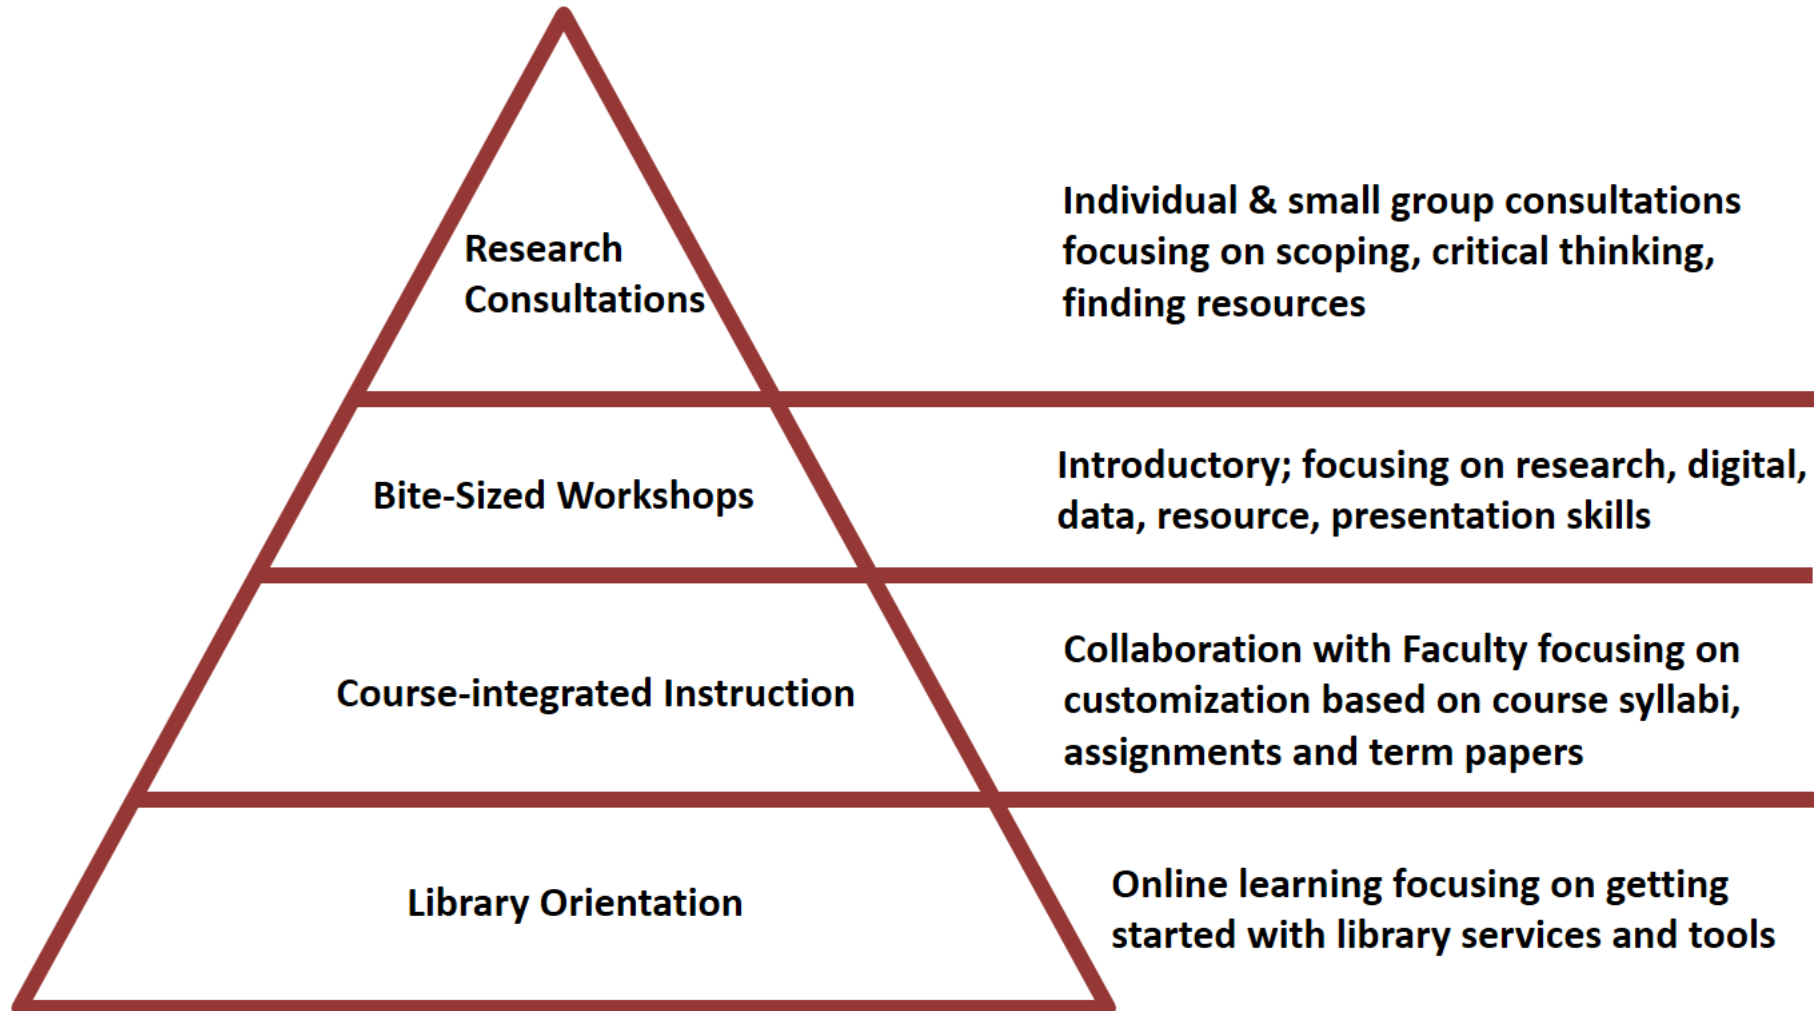 Research
Consultations
Individual & small group consultations
focusing on scoping, critical thinking,
finding resources
Bite-Sized Workshops
Introductory; focusing on research, digital,
data, resource, presentation skills
Course-integrated Instruction
Collaboration with Faculty focusing on
customization based on course syllabi,
assignments and term papers
Library Orientation
Online learning focusing on getting
started with library services and tools